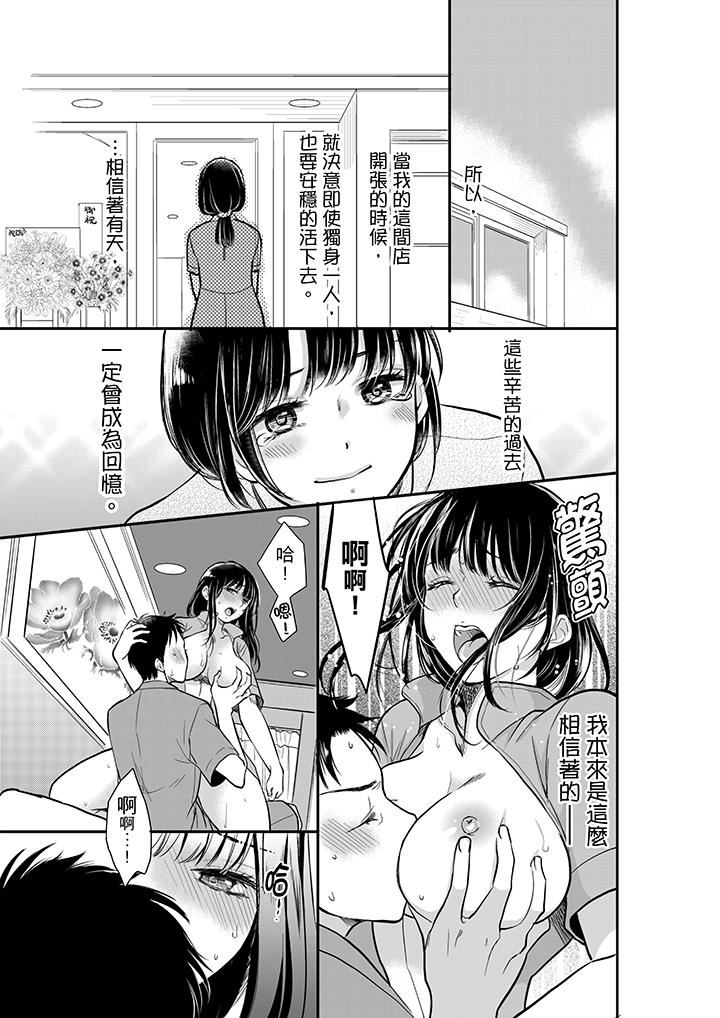 所以，
當我的這間店
開張的時候，
就決意即使獨身一人，
也要安穩的活下去。
…相信著有天，
御祝
這些辛苦的過去
一定會成為回憶。
驚顫
啊啊！
我本來是這麼
相信著的——
哈！
嗯！
啊啊…！
哈！